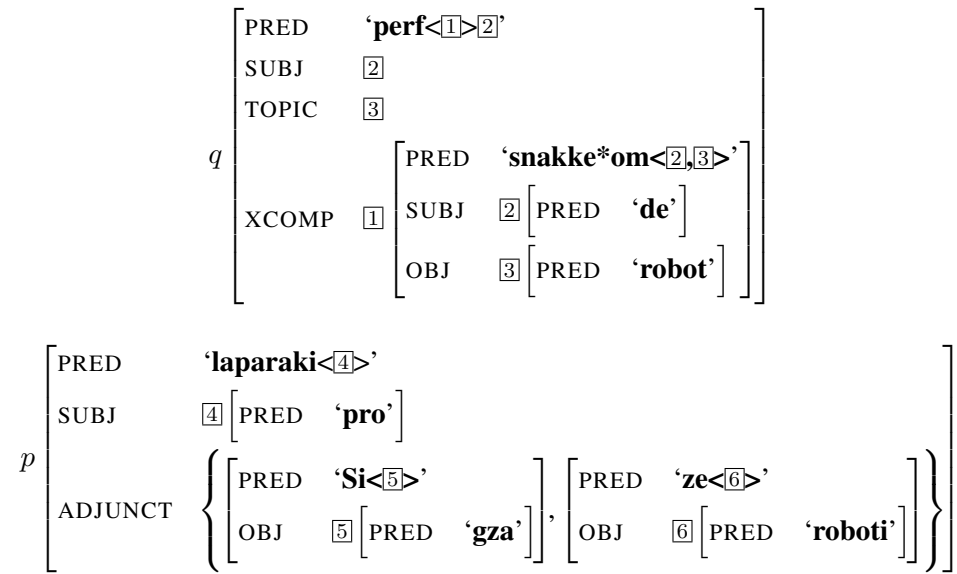 PRED ‘perf<1>2’
SUBJ 2
TOPIC 3
q
XCOMP 1
PRED ‘snakke*om<2,3>’
SUBJ 2 PRED ‘de’
OBJ 3 PRED ‘robot’
PRED ‘laparaki<4>’
SUBJ 4 PRED ‘pro’
p
ADJUNCT
PRED ‘Si<5>’
OBJ 5 PRED ‘gza’
,
PRED ‘ze<6>’
OBJ 6 PRED ‘roboti’